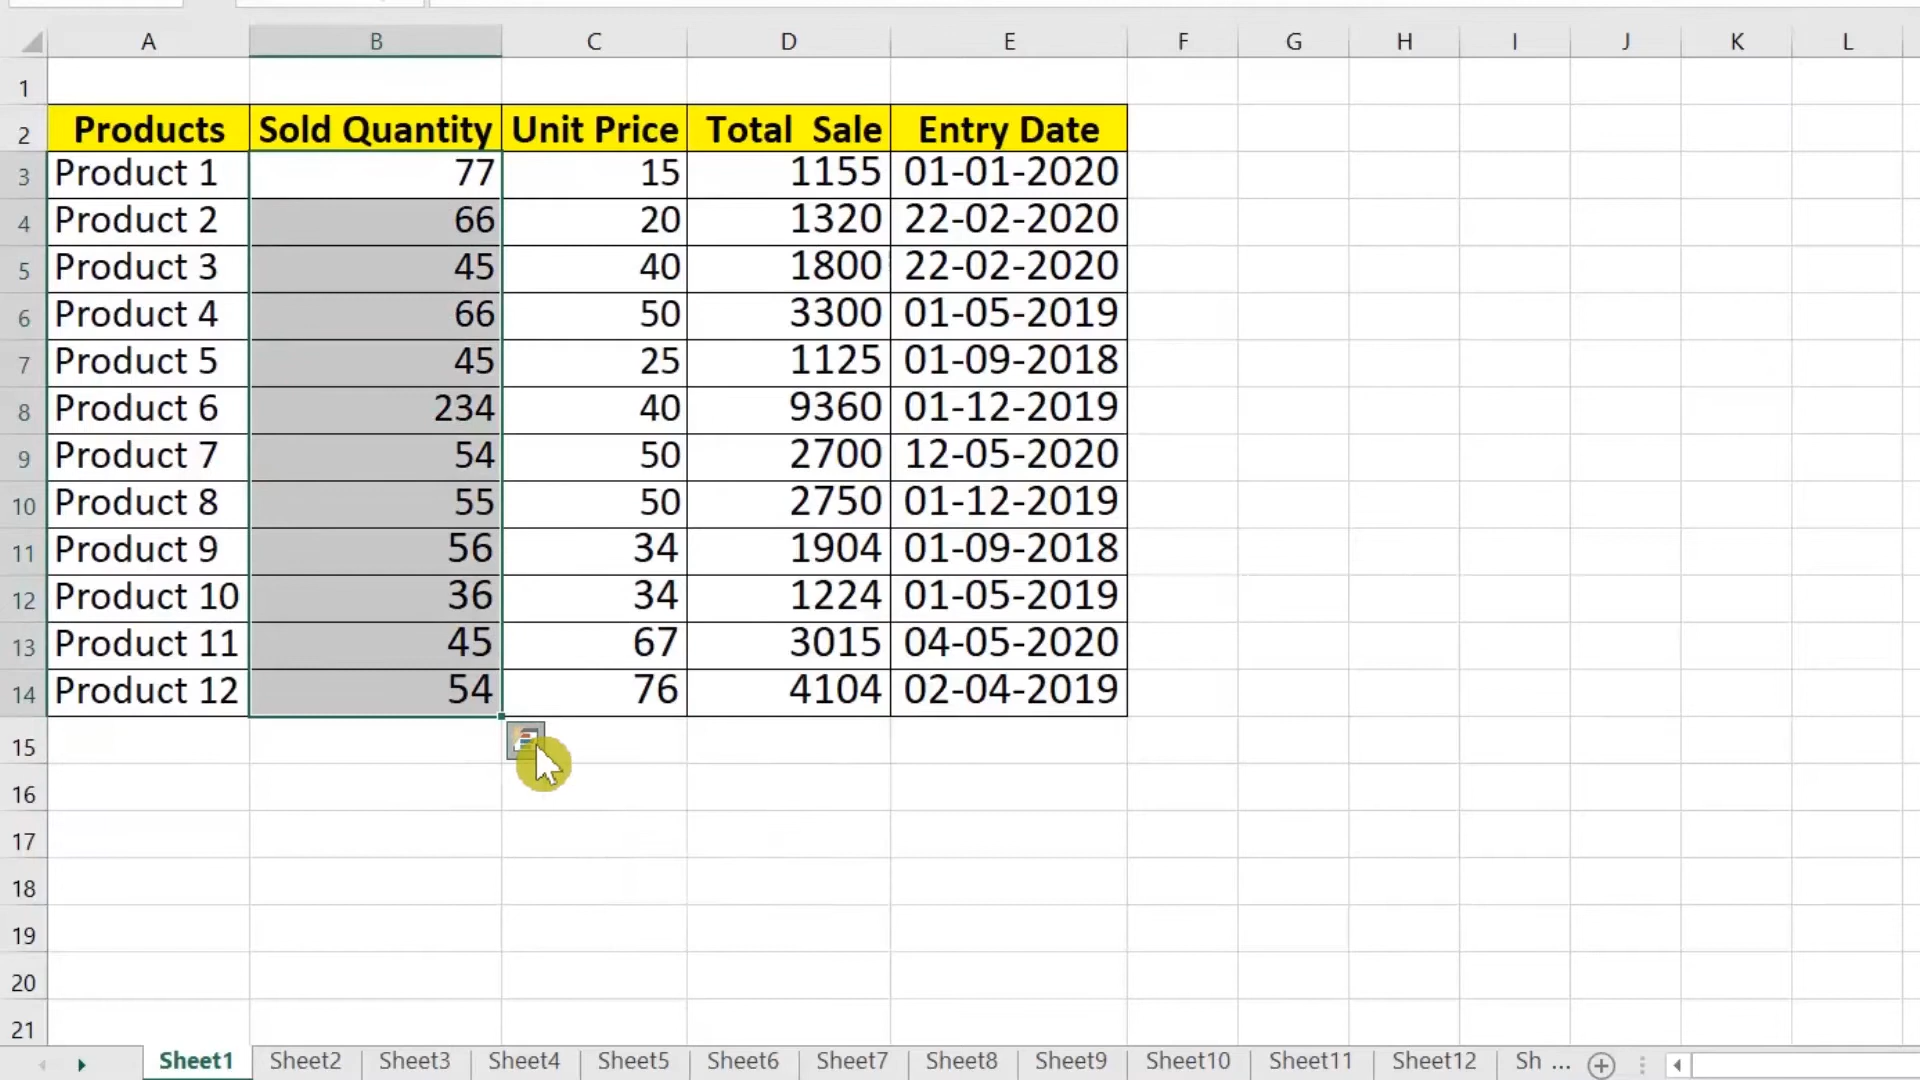 A B C D E F G H I J K L
1
2 Products Sold Quantity Unit Price Total Sale Entry Date
3 Product 1 77 15 1155 01-01-2020
4 Product 2 66 20 1320 22-02-2020
5 Product 3 45 40 1800 22-02-2020
6 Product 4 66 50 3300 01-05-2019
7 Product 5 45 25 1125 01-09-2018
8 Product 6 234 40 9360 01-12-2019
9 Product 7 54 50 2700 12-05-2020
10 Product 8 55 50 2750 01-12-2019
11 Product 9 56 34 1904 01-09-2018
12 Product 10 36 34 1224 01-05-2019
13 Product 11 45 67 3015 04-05-2020
14 Product 12 54 76 4104 02-04-2019
15
16
17
18
19
20
21
Sheet1 Sheet2 Sheet3 Sheet4 Sheet5 Sheet6 Sheet7 Sheet8 Sheet9 Sheet10 Sheet11 Sheet12 Sh ...